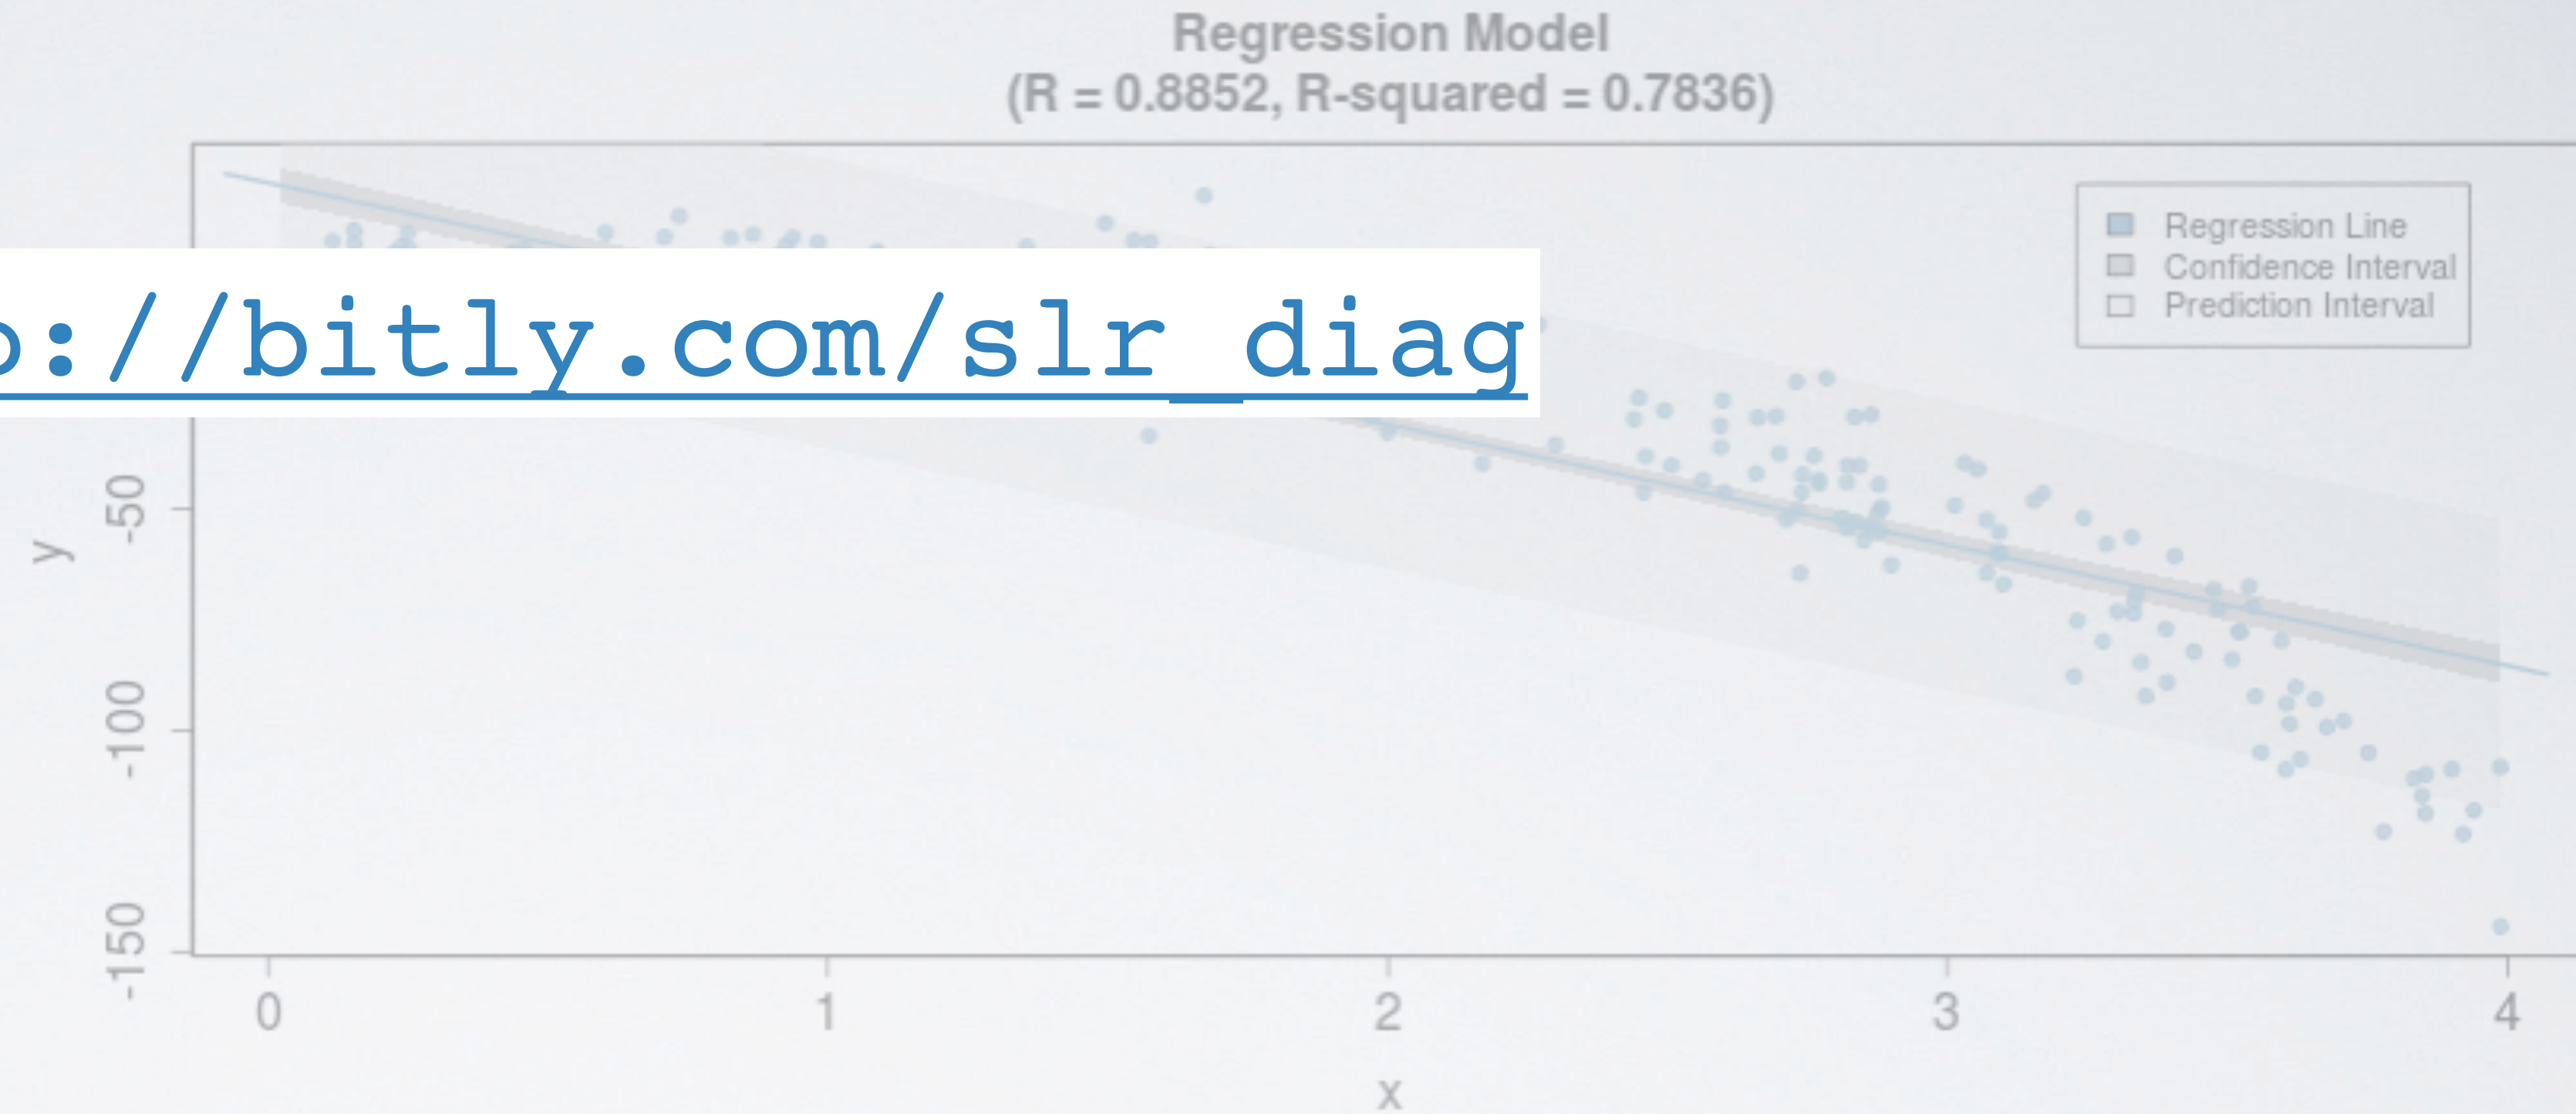 Regression Model
(R = 0.8852, R-squared = 0.7836)
Regression Line
Confidence Interval
Prediction Interval
://bitly.com/slr_diag
y
-50
-100
-150
0 1 2 3 4
x